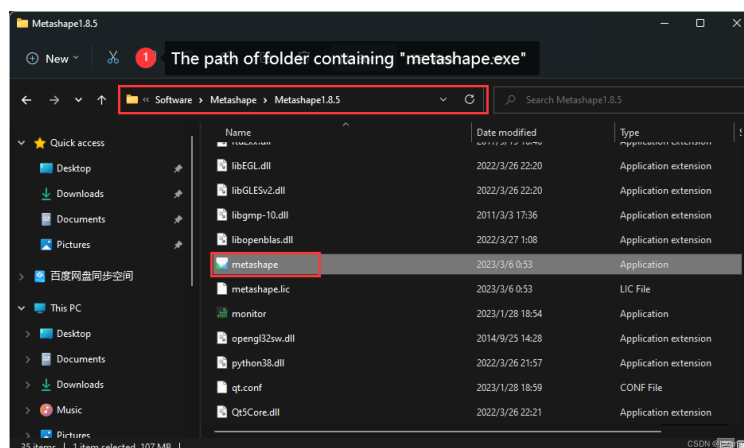 Metashape1.8.5
New
1 The path of folder containing "metashape.exe"
« Software › Metashape › Metashape1.8.5
Search Metashape1.8.5
Name Date modified Type
Quick access
Desktop
Downloads
Documents
Pictures
百度网盘同步空间
This PC
Desktop
Documents
Downloads
Music
Pictures
libEGL.dll 2022/3/26 22:20 Application extension
libGLESv2.dll 2022/3/26 22:20 Application extension
libgmp-10.dll 2011/3/3 17:36 Application extension
libopenblas.dll 2022/3/27 1:08 Application extension
metashape 2023/3/6 0:53 Application
metashape.lic 2023/3/6 0:53 LIC File
monitor 2023/1/28 18:54 Application
opengl32sw.dll 2014/9/25 14:28 Application extension
python38.dll 2022/3/26 21:57 Application extension
qt.conf 2023/1/28 18:59 CONF File
Qt5Core.dll 2022/3/26 22:21 Application extension
35 items 1 item selected 107 MB
CSDN